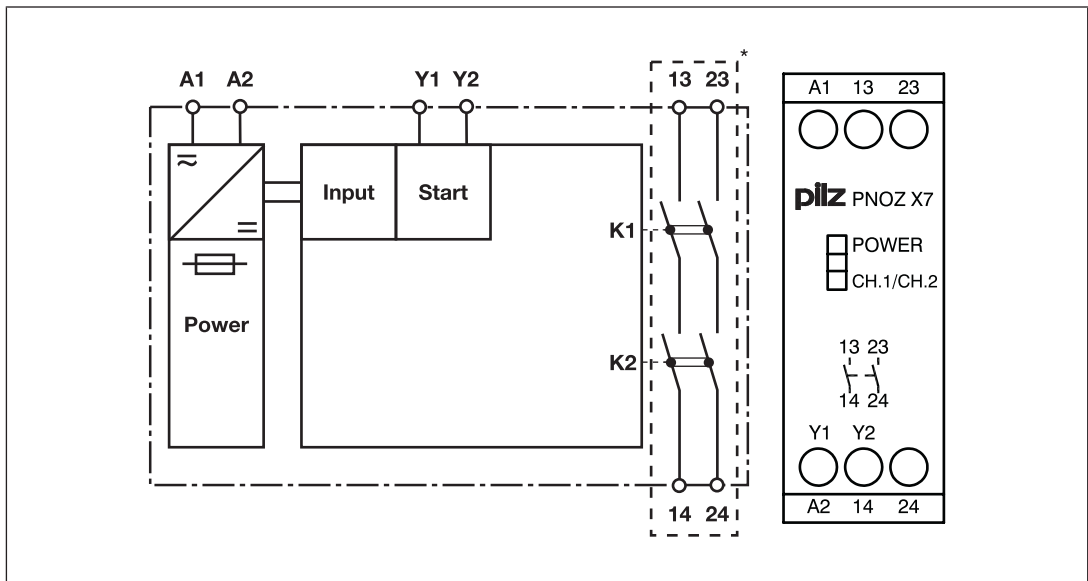 A1 A2 Y1 Y2 13 23 *
Input Start
Power
K1
K2
14 24
A1 13 23
pilz PNOZ X7
POWER
CH.1/CH.2
13 23
14 24
Y1 Y2
A2 14 24